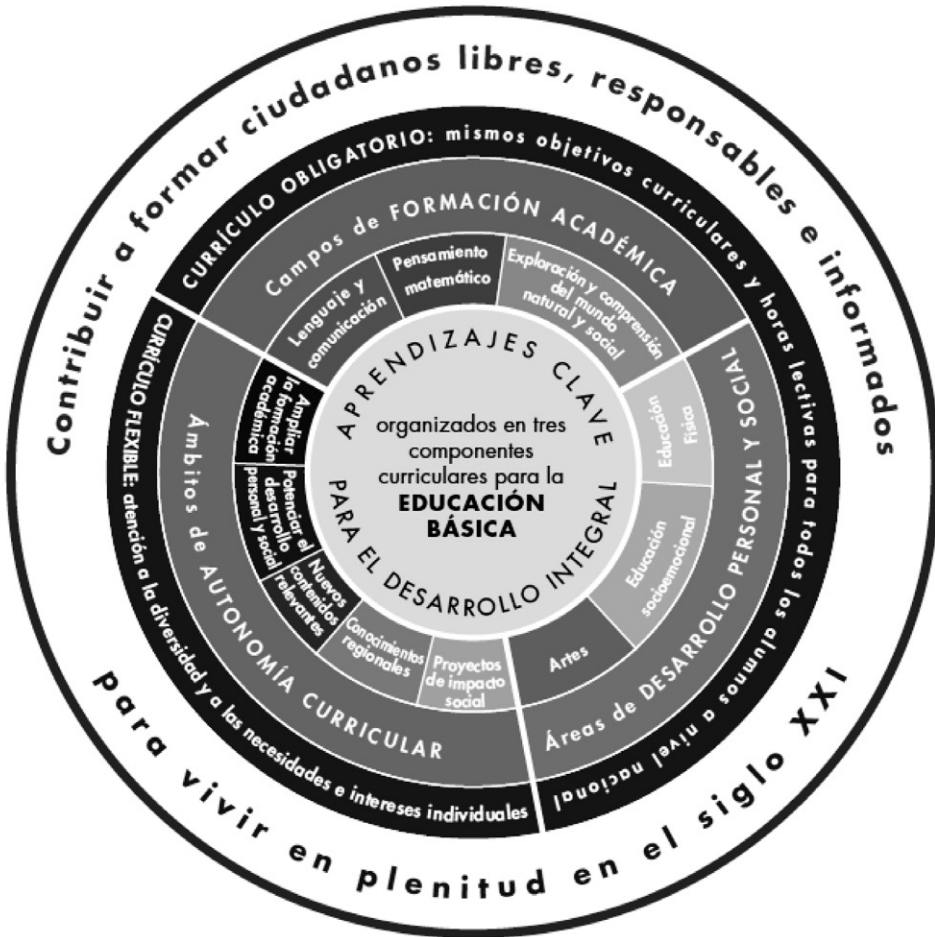 Contribuir a formar ciudadanos libres, responsables e informados
para vivir en plenitud en el siglo XXI
CURRÍCULO OBLIGATORIO: mismos objetivos curriculares y horas lectivas para todos los alumnos a nivel nacional
CURRÍCULO FLEXIBLE: atención a la diversidad y a las necesidades e intereses individuales
Campos de FORMACIÓN ACADÉMICA
Lenguaje y
comunicación
Pensamiento
matemático
Exploración y comprensión
del mundo
natural y social
Áreas de DESARROLLO PERSONAL Y SOCIAL
Educación
Física
Educación
socioemocional
Artes
Ámbitos de AUTONOMÍA CURRICULAR
Ampliar
la formación
académica
Potenciar el
desarrollo
personal y social
Nuevos
contenidos
relevantes
Conocimientos
regionales
Proyectos
de impacto
social
APRENDIZAJES CLAVE
organizados en tres
componentes
curriculares para la
EDUCACIÓN
BÁSICA
PARA EL DESARROLLO INTEGRAL